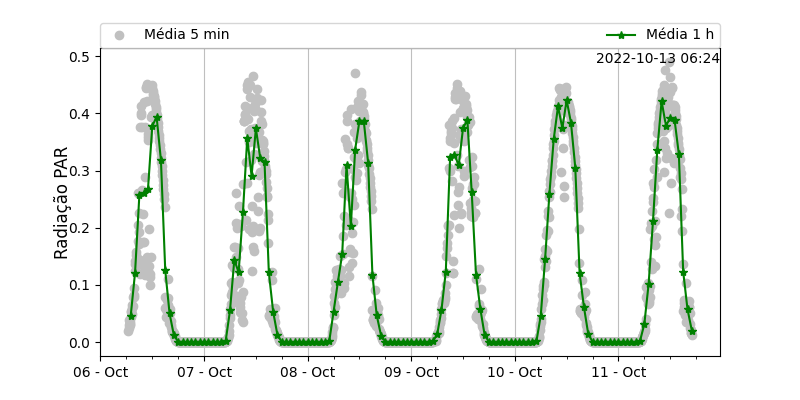 Média 5 min
Média 1 h
2022-10-13 06:24
Radiação PAR
0.5
0.4
0.3
0.2
0.1
0.0
06 - Oct
07 - Oct
08 - Oct
09 - Oct
10 - Oct
11 - Oct